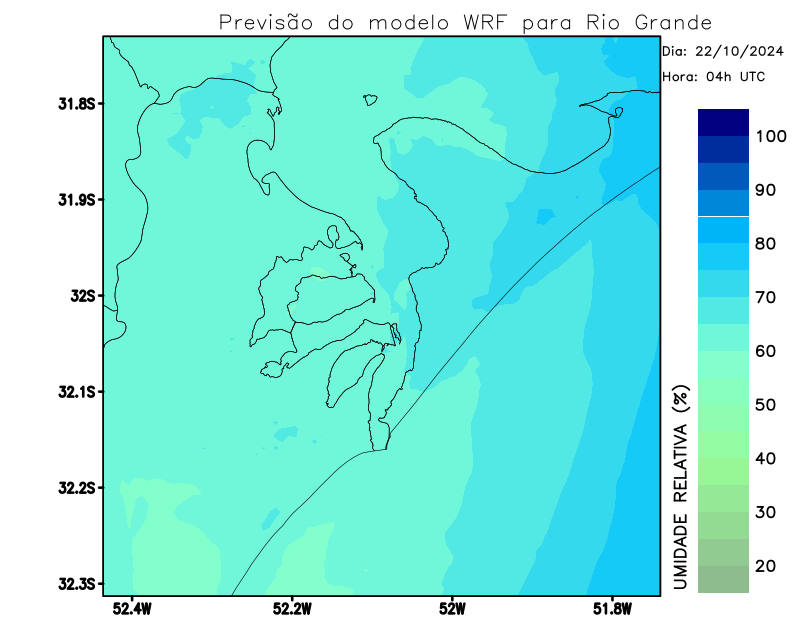 Previsão do modelo WRF para Rio Grande
Dia: 22/10/2024
Hora: 04h UTC
31.8S
31.9S
32S
32.1S
32.2S
32.3S
52.4W
52.2W
52W
51.8W
100
90
80
70
60
50
40
30
20
UMIDADE RELATIVA (%)